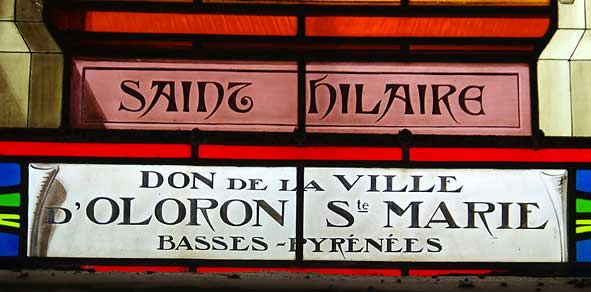 SAINT HILAIRE
DON DE LA VILLE
D'OLORON Ste MARIE
BASSES-PYRÉNÉES